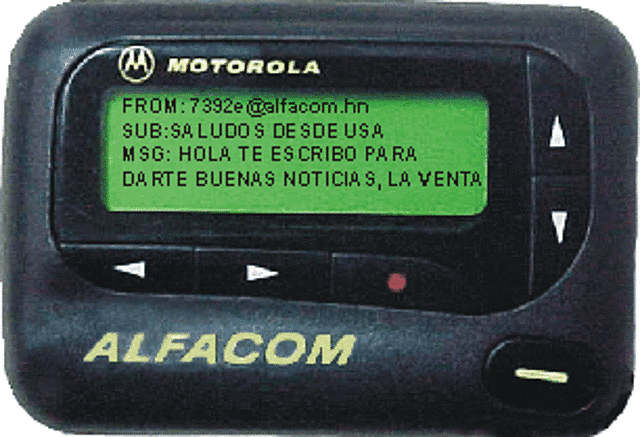 MOTOROLA
FROM: 7392e@alfacom.hn
SUB:SALUDOS DESDE USA
MSG: HOLA TE ESCRIBO PARA
DARTE BUENAS NOTICIAS, LA VENTA
ALFACOM